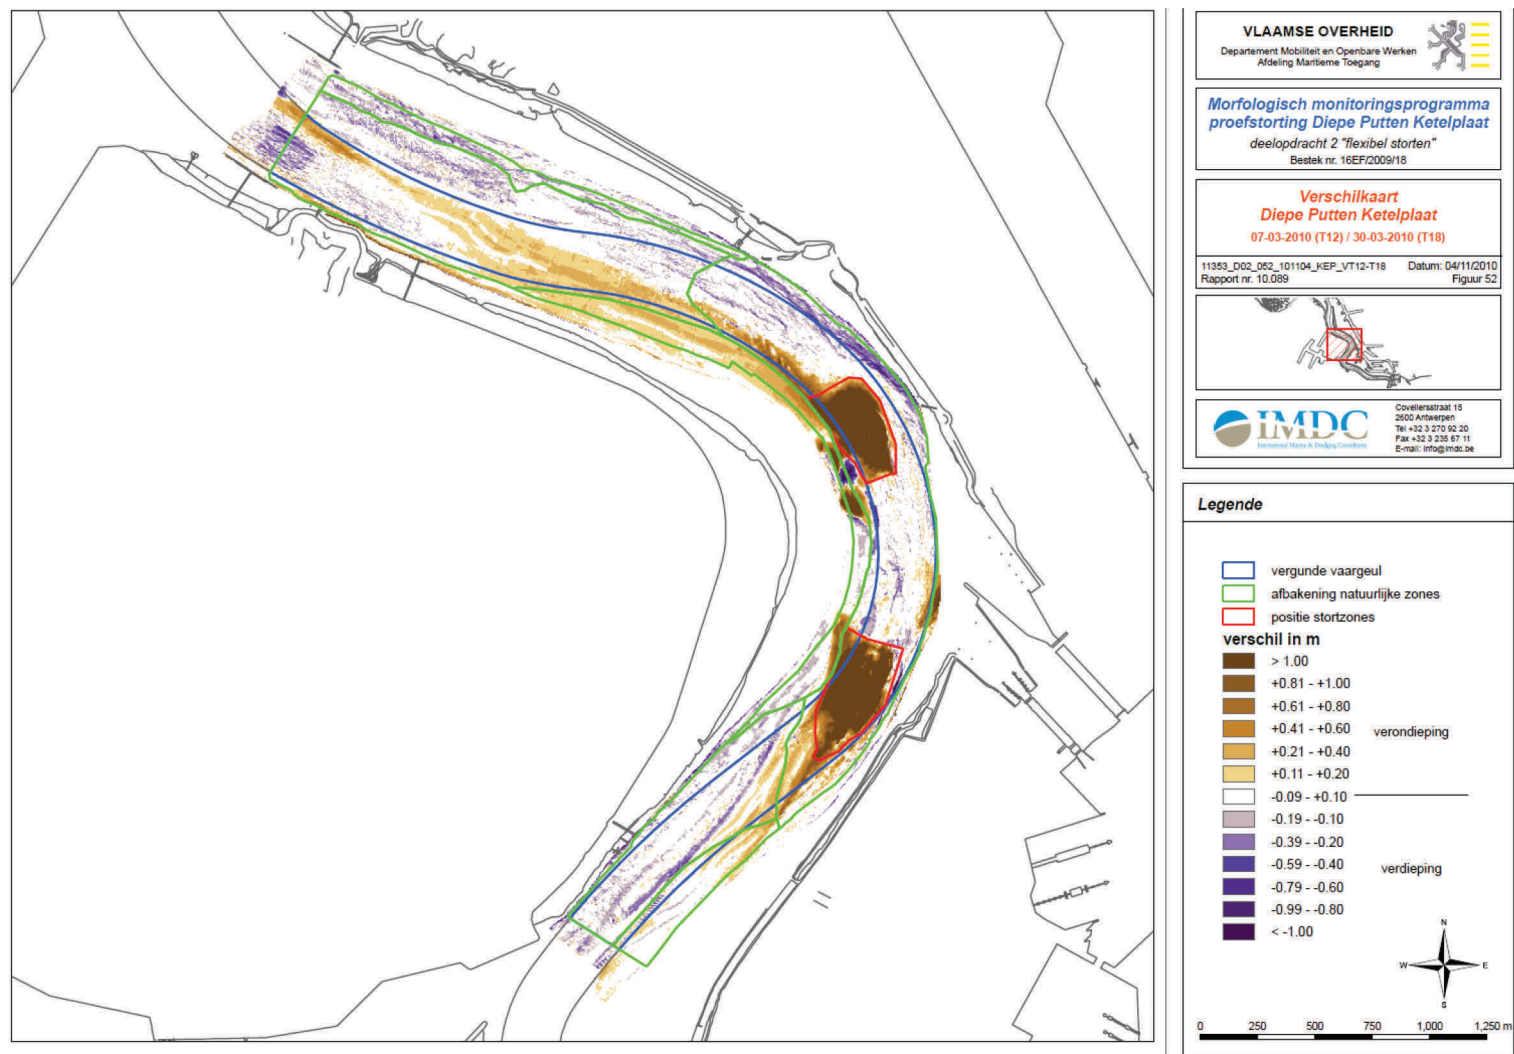 VLAAMSE OVERHEID
Departement Mobiliteit en Openbare Werken
Afdeling Maritieme Toegang
Morfologisch monitoringsprogramma
proefstorting Diepe Putten Ketelplaat
deelopdracht 2 "flexibel storten"
Bestek nr. 16EF/2009/18
Verschilkaart
Diepe Putten Ketelplaat
07-03-2010 (T12) / 30-03-2010 (T18)
11353_D02_052_101104_KEP_VT12-T18 Datum: 04/11/2010
Rapport nr. 10.089 Figuur 52
IMDC
International Marine & Dredging Consultants
Coveliersstraat 15
2600 Antwerpen
Tel +32 3 270 92 20
Fax +32 3 235 67 11
E-mail: info@imdc.be
Legende
vergunde vaargeul
afbakening natuurlijke zones
positie stortzones
verschil in m
> 1.00
+0.81 - +1.00
+0.61 - +0.80
+0.41 - +0.60
verondieping
+0.21 - +0.40
+0.11 - +0.20
-0.09 - +0.10
-0.19 - -0.10
-0.39 - -0.20
-0.59 - -0.40
verdieping
-0.79 - -0.60
-0.99 - -0.80
< -1.00
N
W E
S
0 250 500 750 1,000 1,250 m